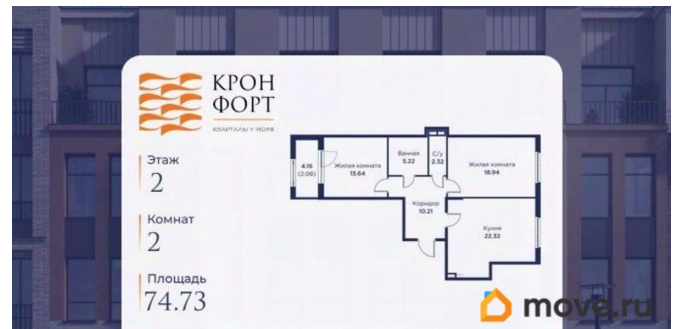 КРОН
ФОРТ
КВАРТАЛЫ У МОРЯ
Этаж
2
Комнат
2
Площадь
74.73
4.16
(2.08)
Жилая комната
13.64
Ванная
5.22
С/у
2.32
Жилая комната
18.94
Коридор
10.21
Кухня
22.32
move.ru